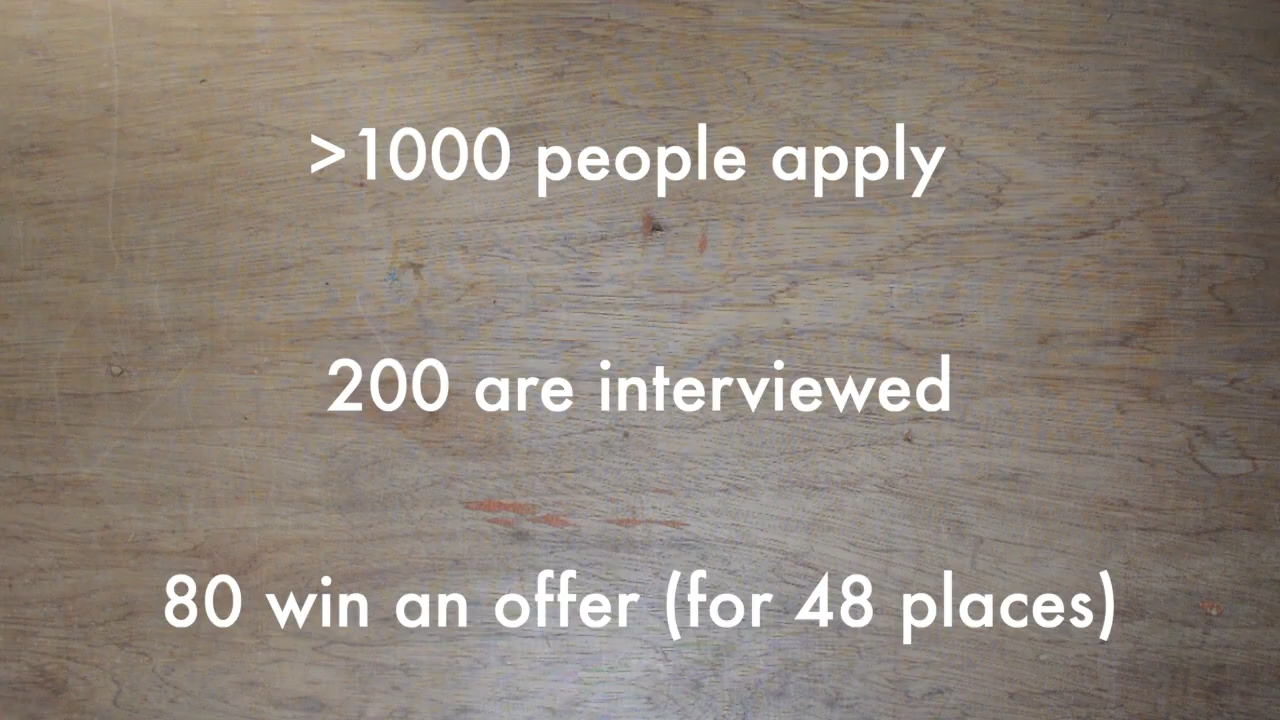 >1000 people apply
200 are interviewed
80 win an offer (for 48 places)